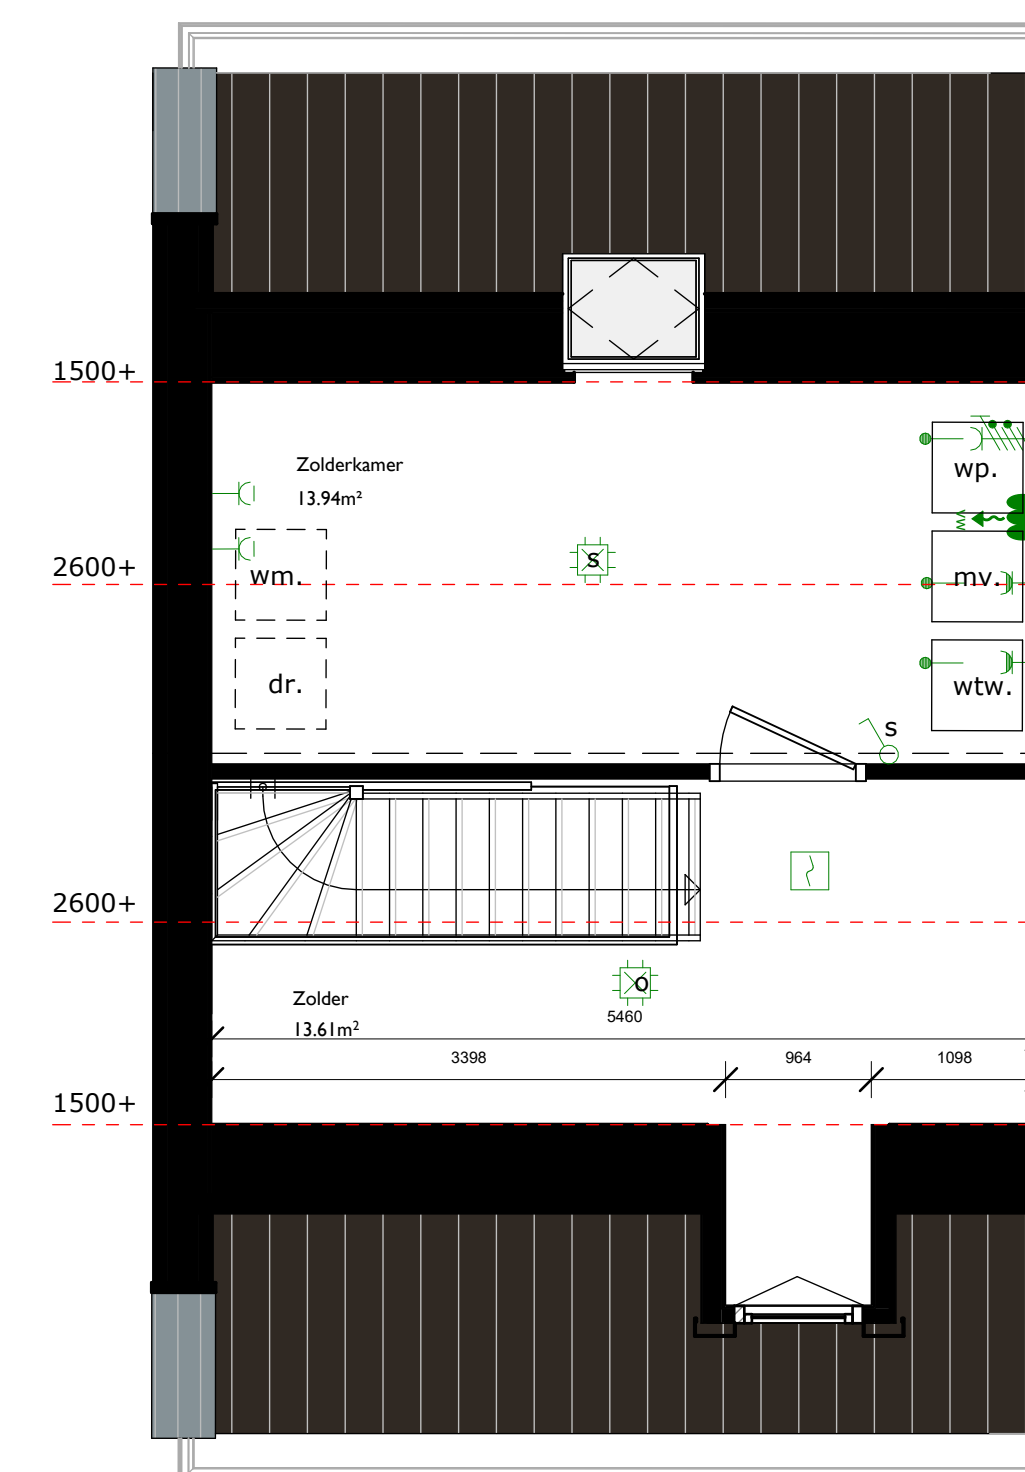 1500+
Zolderkamer
13.94m²
wp.
2600+
wm.
s
mv.
dr.
wtw.
s
2600+
o
Zolder
13.61m²
5460
3398
964
1098
1500+